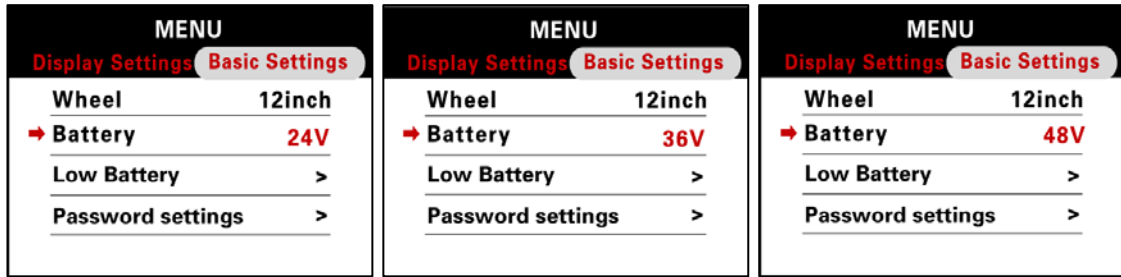 MENU
Display Settings Basic Settings
Wheel 12inch
Battery 24V
Low Battery >
Password settings >
MENU
Display Settings Basic Settings
Wheel 12inch
Battery 36V
Low Battery >
Password settings >
MENU
Display Settings Basic Settings
Wheel 12inch
Battery 48V
Low Battery >
Password settings >